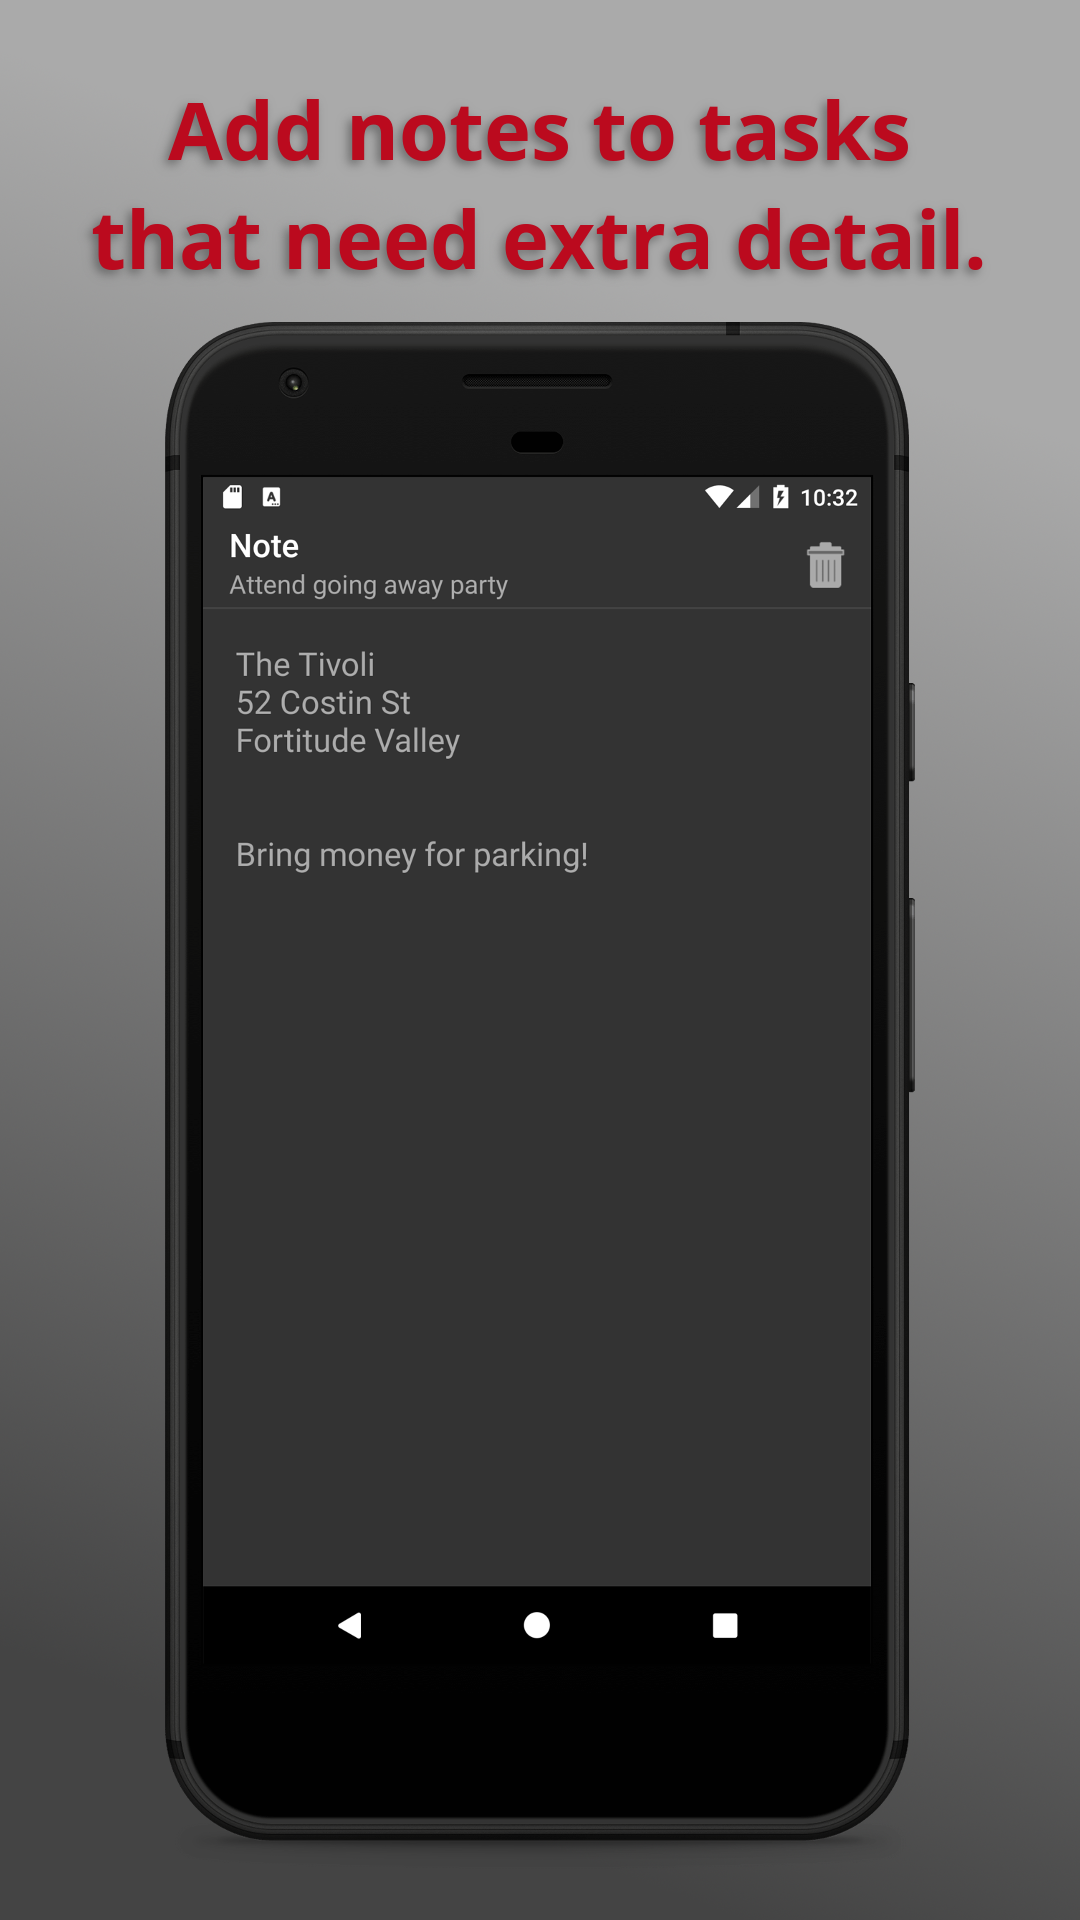 Add notes to tasks
that need extra detail.
10:32
Note
Attend going away party
The Tivoli
52 Costin St
Fortitude Valley
Bring money for parking!